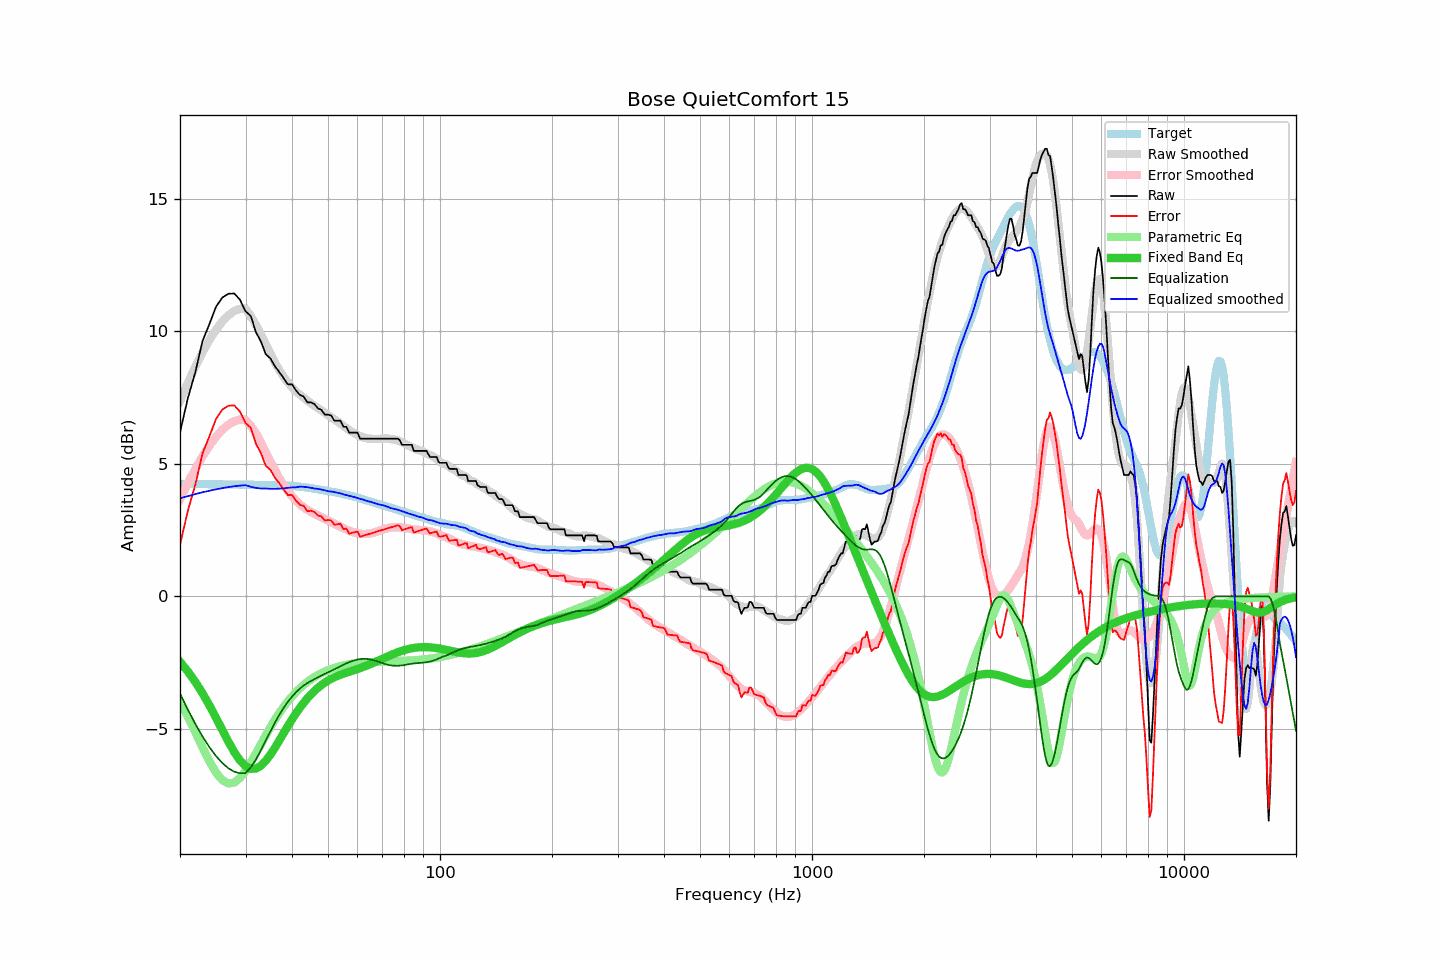 Bose QuietComfort 15
Amplitude (dBr)
15
10
5
0
−5
100
1000
10000
Frequency (Hz)
Target
Raw Smoothed
Error Smoothed
Raw
Error
Parametric Eq
Fixed Band Eq
Equalization
Equalized smoothed